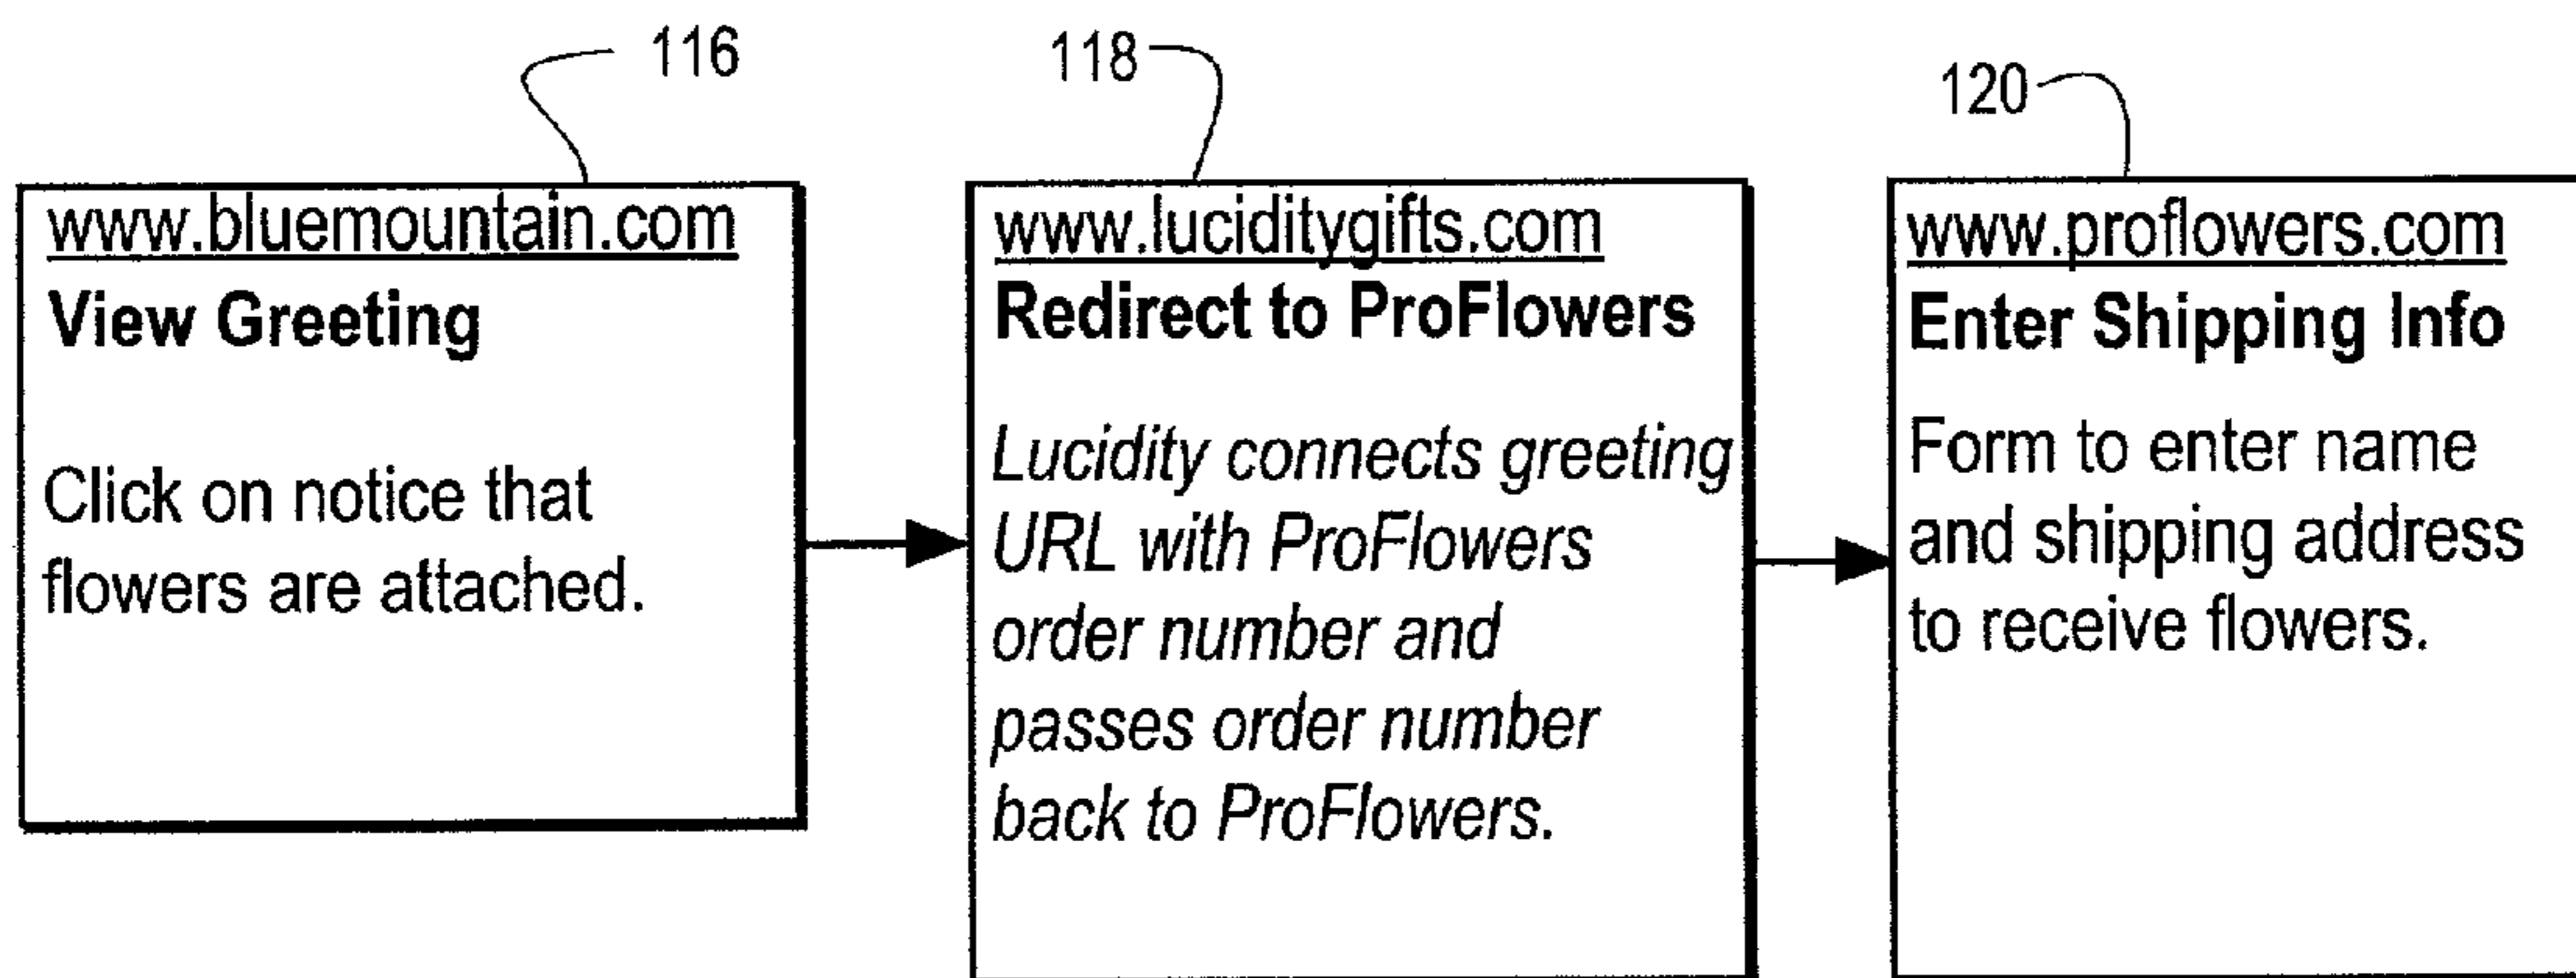 116
118
120
www.bluemountain.com
View Greeting
Click on notice that
flowers are attached.
www.luciditygifts.com
Redirect to ProFlowers
Lucidity connects greeting
URL with ProFlowers
order number and
passes order number
back to ProFlowers.
www.proflowers.com
Enter Shipping Info
Form to enter name
and shipping address
to receive flowers.